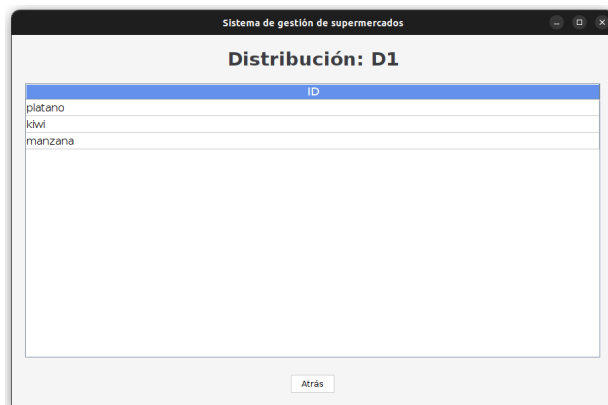 Sistema de gestión de supermercados
Distribución: D1
ID
platano
kiwi
manzana
Atrás